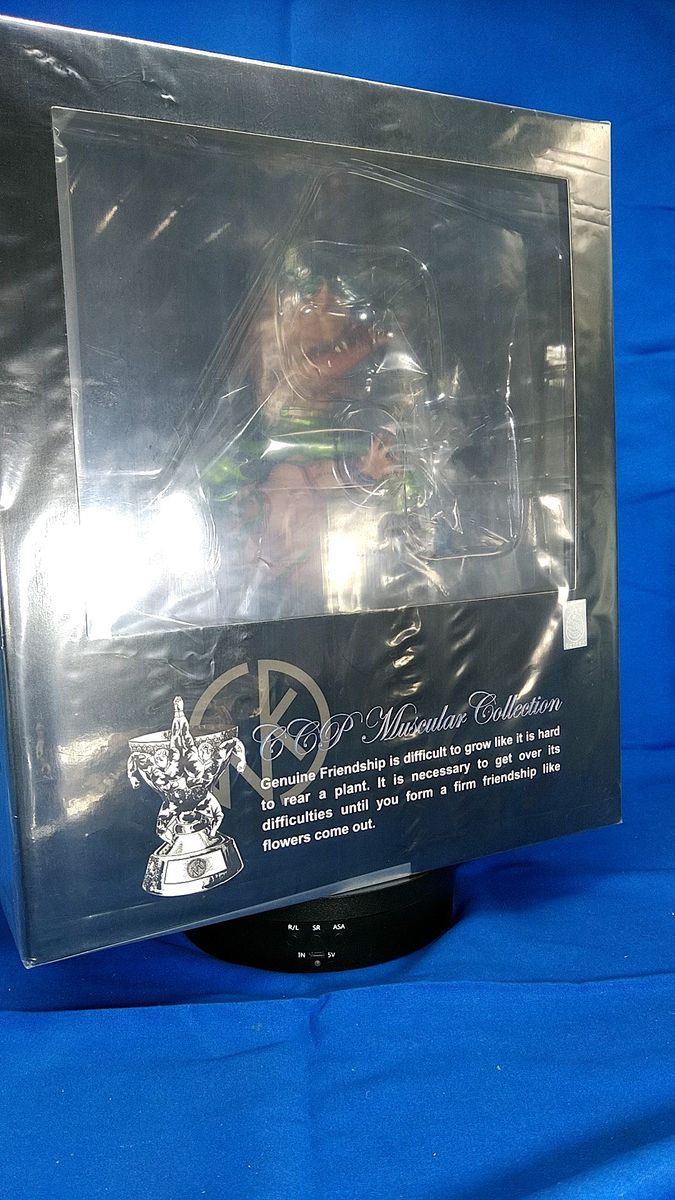 CCP Muscular Collection
Genuine Friendship is difficult to grow like it is hard
to rear a plant. It is necessary to get over its
difficulties until you form a firm friendship like
flowers come out.
R/L SR ASA
IN 5V